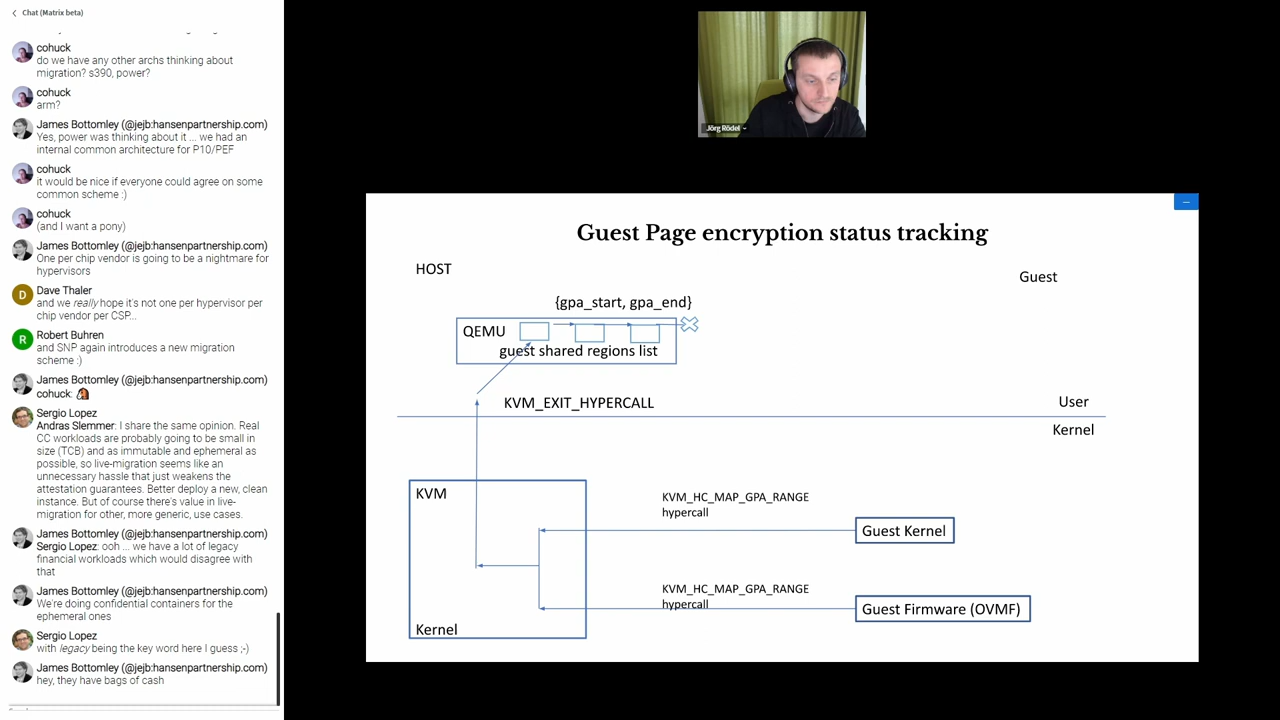 Chat (Matrix beta)
cohuck
do we have any other archs thinking about
migration? s390, power?
cohuck
arm?
James Bottomley (@jejb:hansenpartnership.com)
Yes, power was thinking about it ... we had an
internal common architecture for P10/PEF
cohuck
it would be nice if everyone could agree on some
common scheme :)
cohuck
(and I want a pony)
James Bottomley (@jejb:hansenpartnership.com)
One per chip vendor is going to be a nightmare for
hypervisors
D
Dave Thaler
and we really hope it's not one per hypervisor per
chip vendor per CSP...
R
Robert Buhren
and SNP again introduces a new migration
scheme :)
James Bottomley (@jejb:hansenpartnership.com)
cohuck:
Sergio Lopez
Andras Slemmer: I share the same opinion. Real
CC workloads are probably going to be small in
size (TCB) and as immutable and ephemeral as
possible, so live-migration seems like an
unnecessary hassle that just weakens the
attestation guarantees. Better deploy a new, clean
instance. But of course there's value in live-
migration for other, more generic, use cases.
James Bottomley (@jejb:hansenpartnership.com)
Sergio Lopez: ooh ... we have a lot of legacy
financial workloads which would disagree with
that
James Bottomley (@jejb:hansenpartnership.com)
We're doing confidential containers for the
ephemeral ones
Sergio Lopez
with legacy being the key word here I guess ;-)
James Bottomley (@jejb:hansenpartnership.com)
hey, they have bags of cash
Jörg Rödel
Guest Page encryption status tracking
HOST
Guest
{gpa_start, gpa_end}
QEMU
guest shared regions list
KVM_EXIT_HYPERCALL
User
Kernel
KVM
KVM_HC_MAP_GPA_RANGE
hypercall
Guest Kernel
KVM_HC_MAP_GPA_RANGE
hypercall
Guest Firmware (OVMF)
Kernel